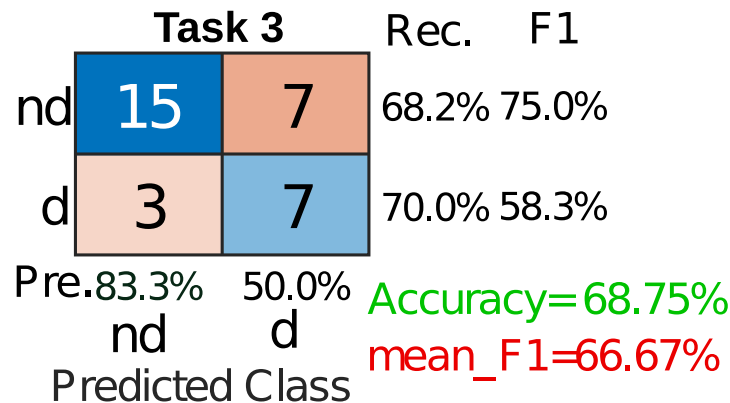 Task 3 Rec. F1
nd 15 7 68.2% 75.0%
d 3 7 70.0% 58.3%
Pre. 83.3% 50.0%
nd d
Accuracy=68.75%
mean_F1=66.67%
Predicted Class